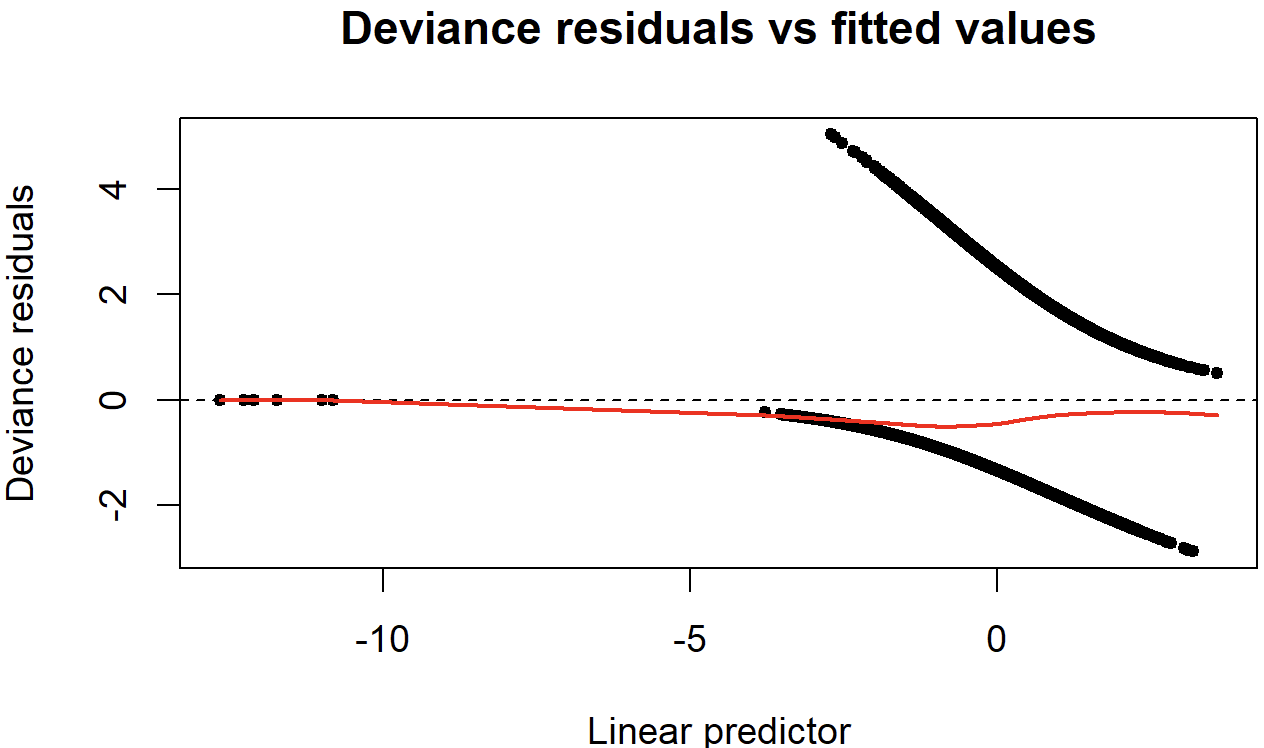 Deviance residuals vs fitted values
Deviance residuals
4
2
0
-2
-10
-5
0
Linear predictor